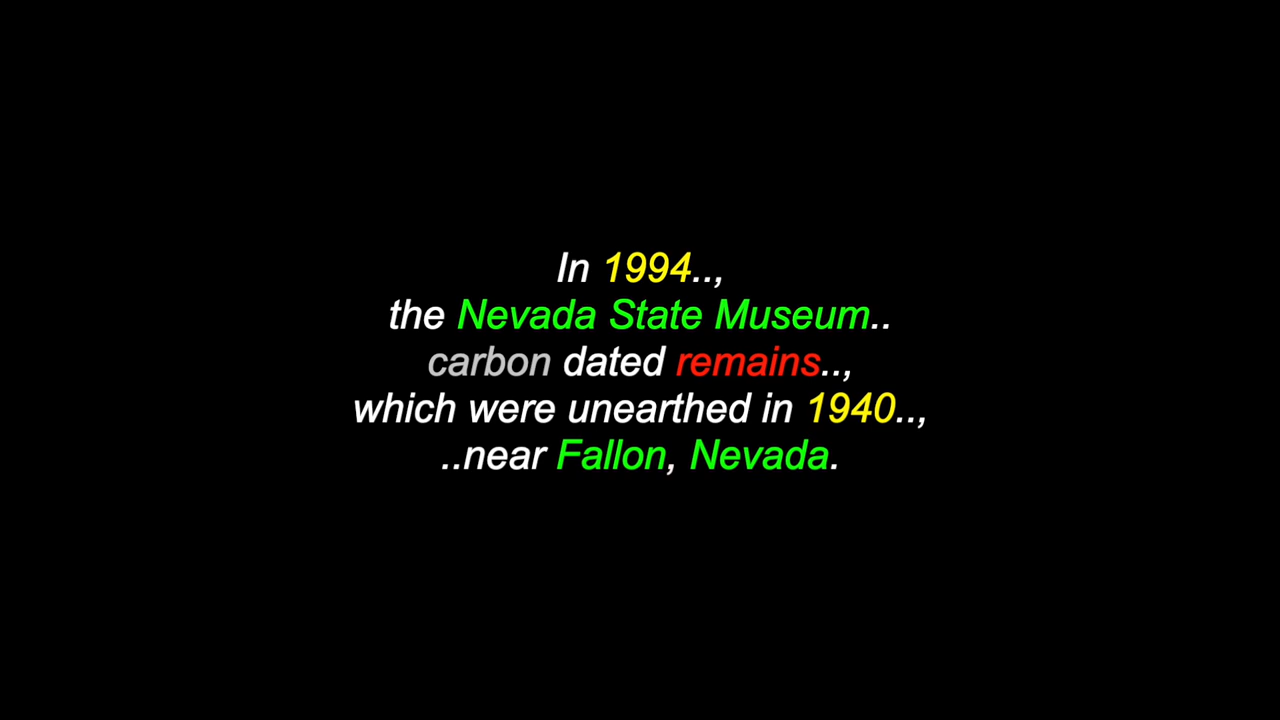 In 1994..,
the Nevada State Museum..
carbon dated remains..,
which were unearthed in 1940..,
..near Fallon, Nevada.